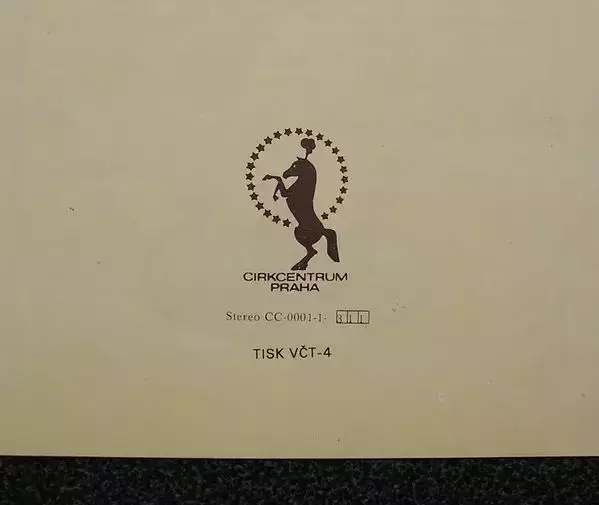 CIRKCENTRUM
PRAHA
Stereo CC-0001-1- 311
TISK VČT-4